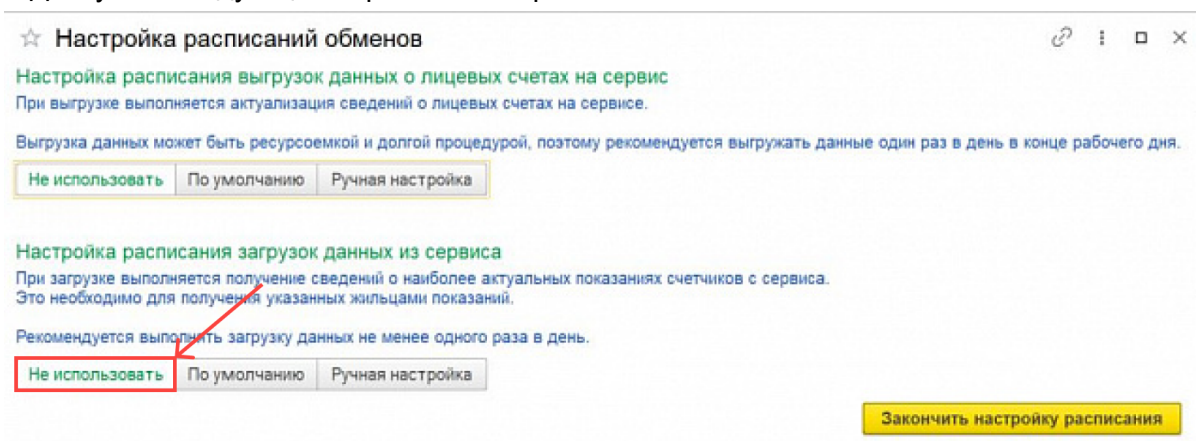 Настройка расписаний обменов
Настройка расписания выгрузок данных о лицевых счетах на сервис
При выгрузке выполняется актуализация сведений о лицевых счетах на сервисе.
Выгрузка данных может быть ресурсоемкой и долгой процедурой, поэтому рекомендуется выгружать данные один раз в день в конце рабочего дня.
Не использовать По умолчанию Ручная настройка
Настройка расписания загрузок данных из сервиса
При загрузке выполняется получение сведений о наиболее актуальных показаниях счетчиков с сервиса.
Это необходимо для получения указанных жильцами показаний.
Рекомендуется выполнять загрузку данных не менее одного раза в день.
Не использовать По умолчанию Ручная настройка
Закончить настройку расписания